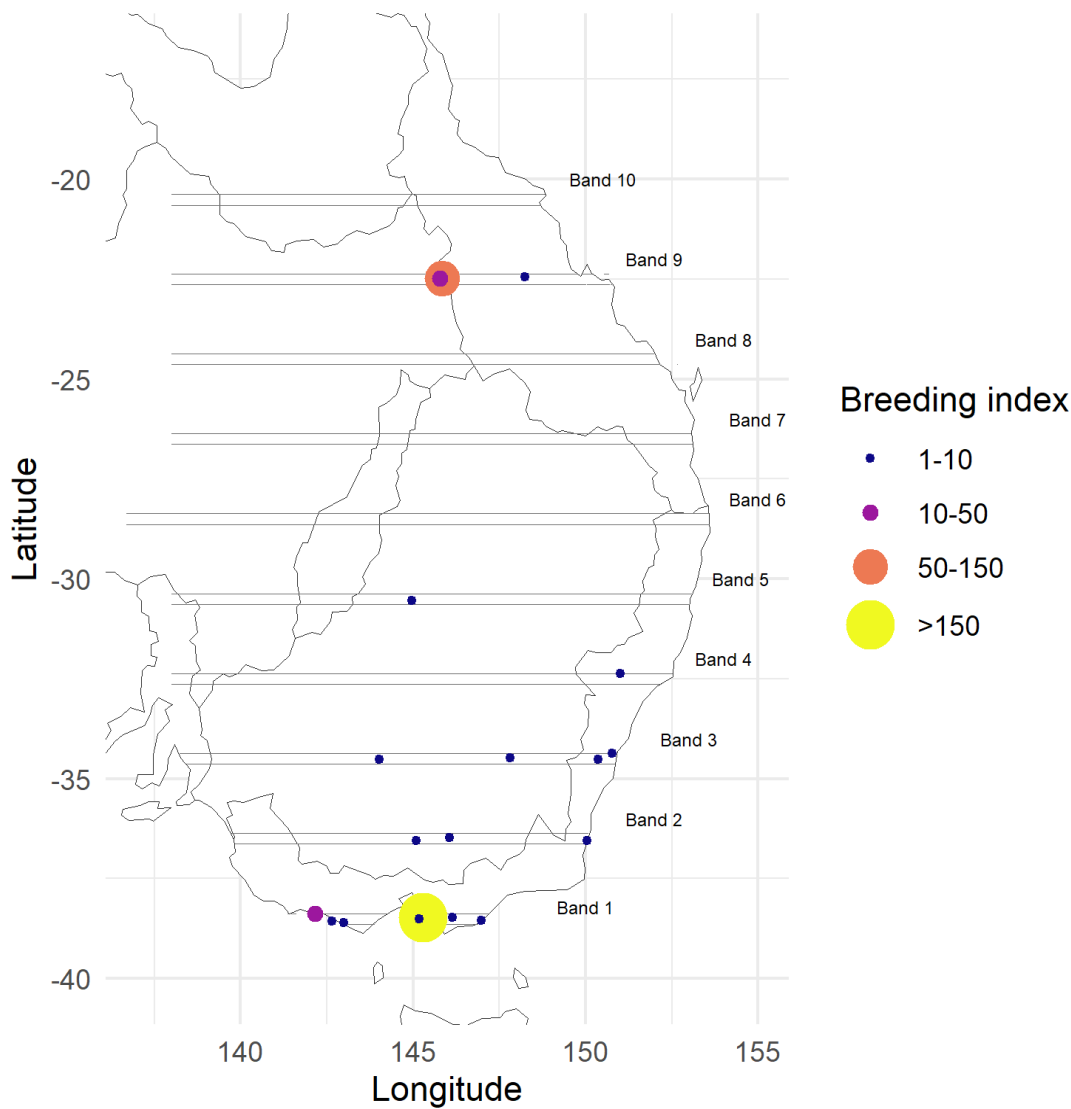 -20
-25
-30
-35
-40
Latitude
Band 10
Band 9
Band 8
Band 7
Band 6
Band 5
Band 4
Band 3
Band 2
Band 1
140
145
150
155
Longitude
Breeding index
1-10
10-50
50-150
>150